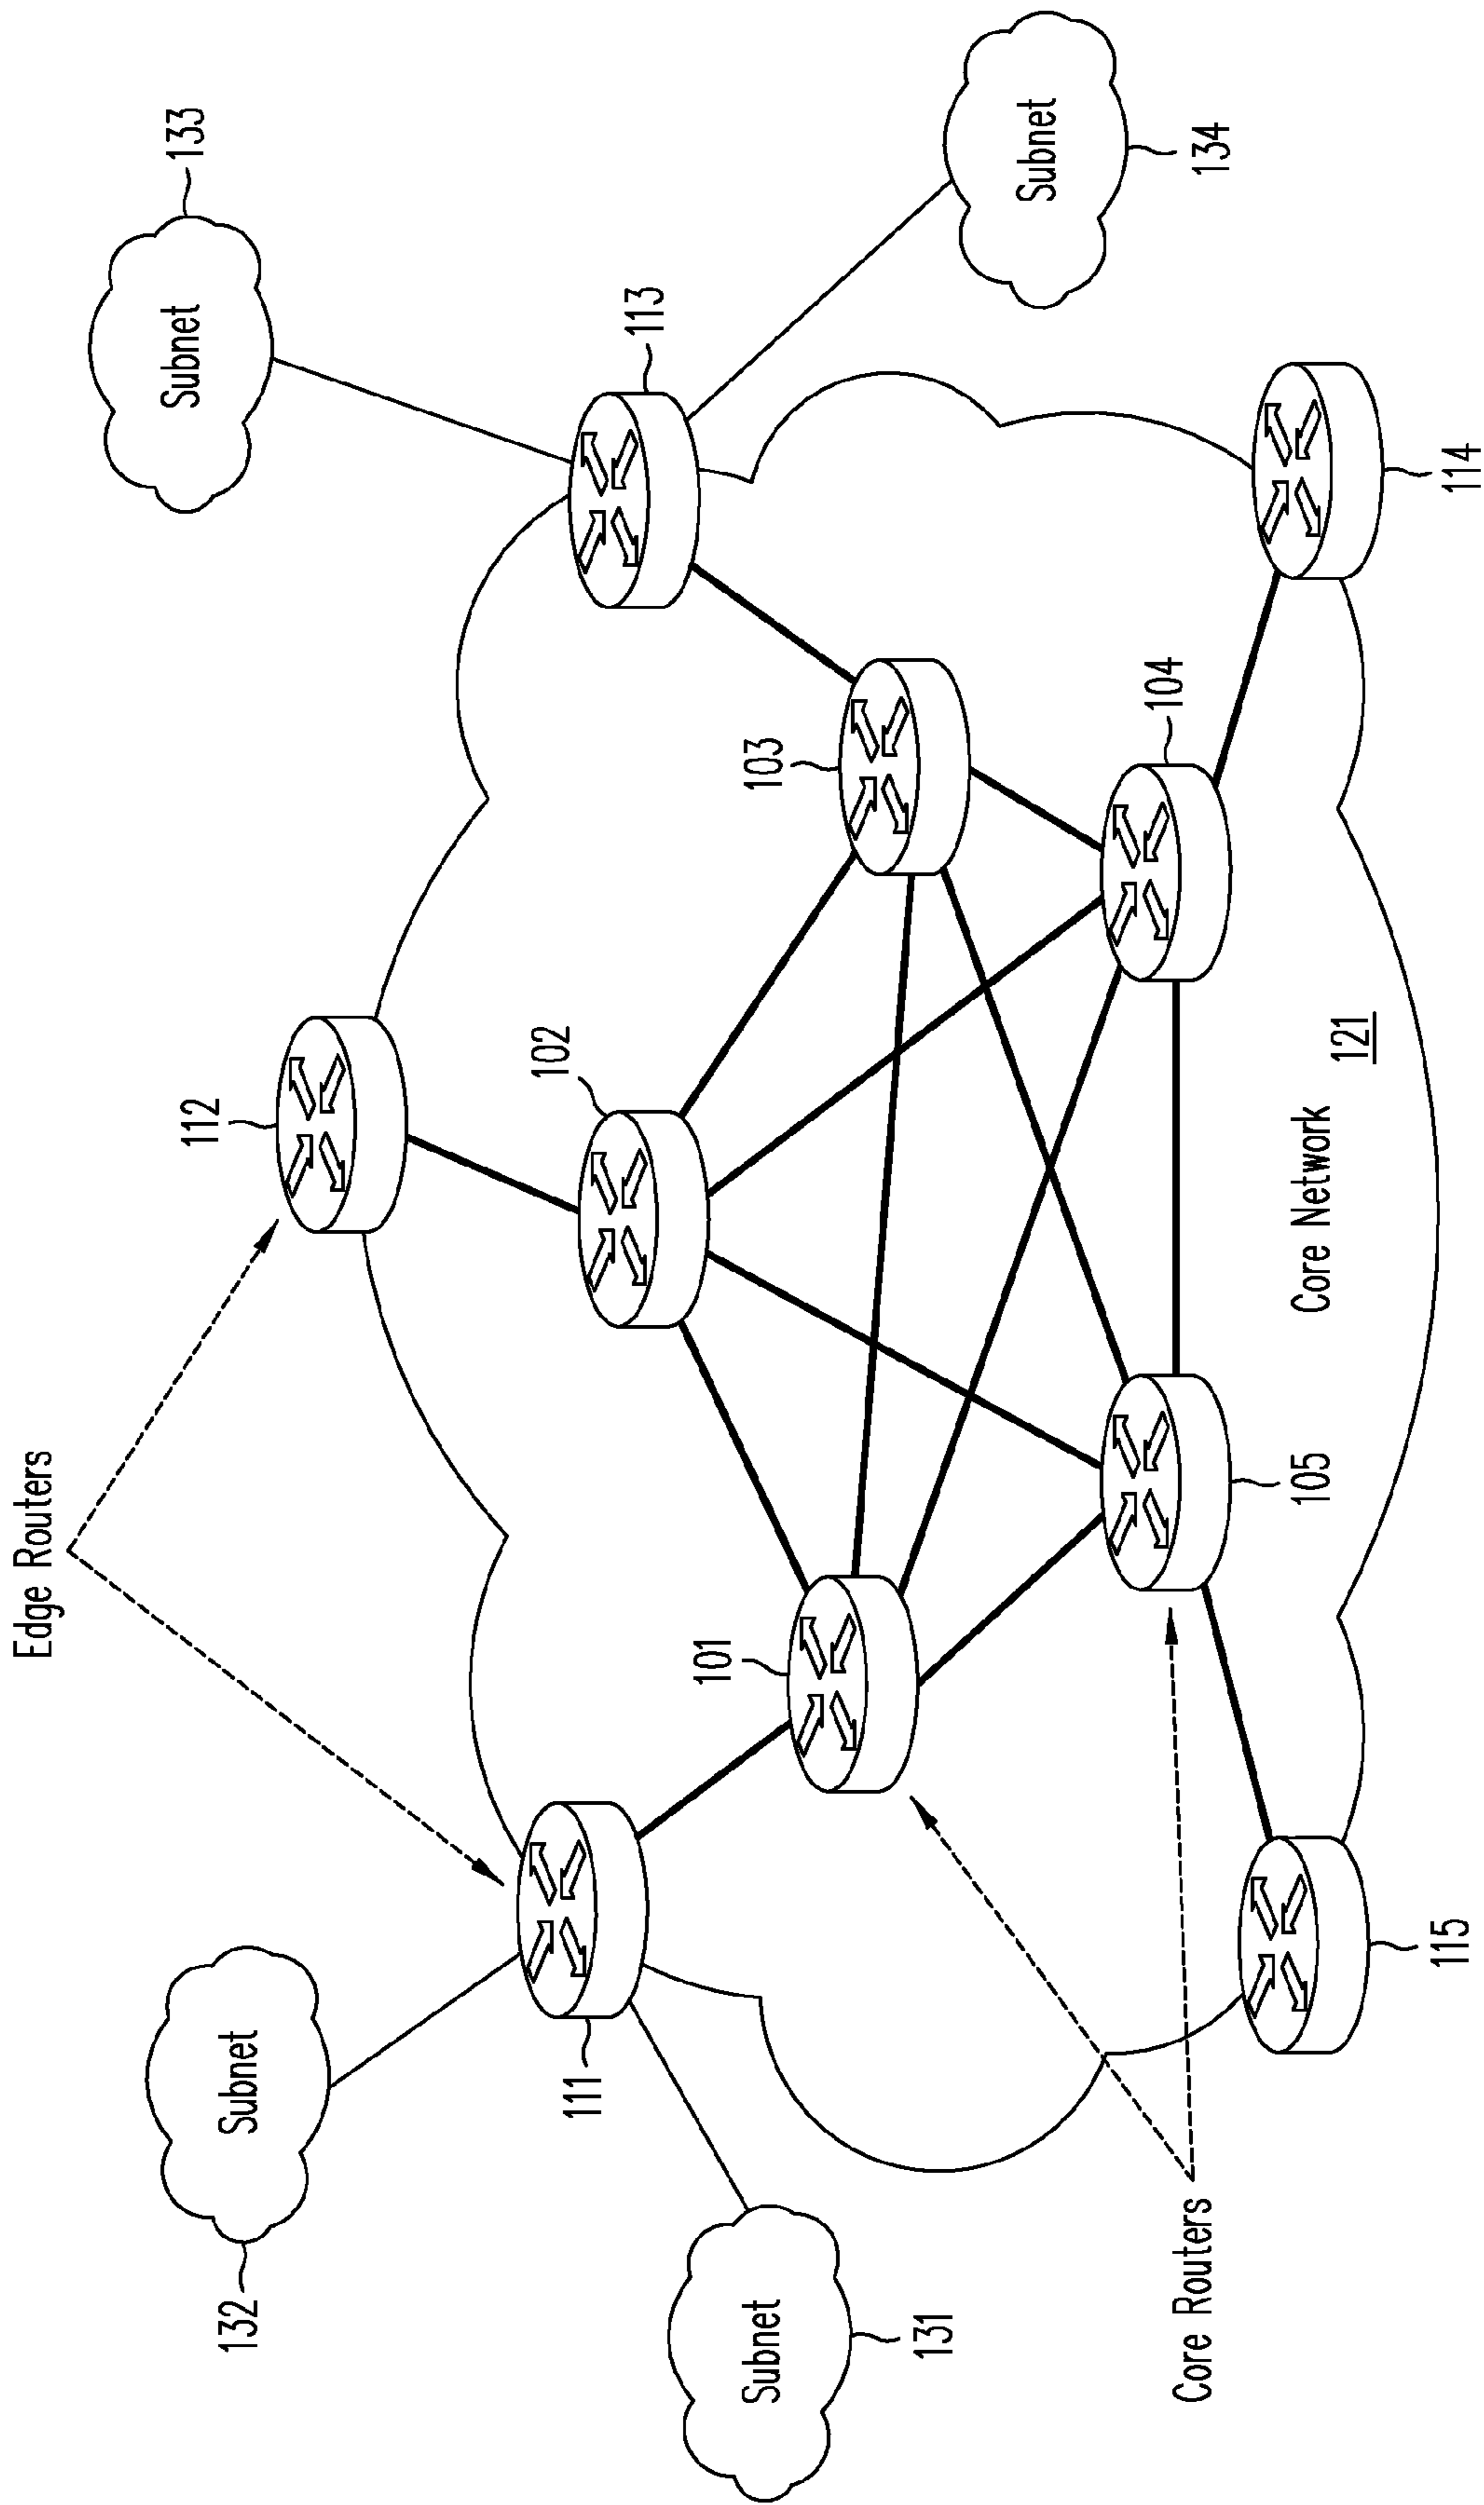 Edge Routers
112
Subnet
133
132
Subnet
102
113
111
101
103
Subnet
131
Subnet
134
105
104
Core Routers
Core Network
121
115
114